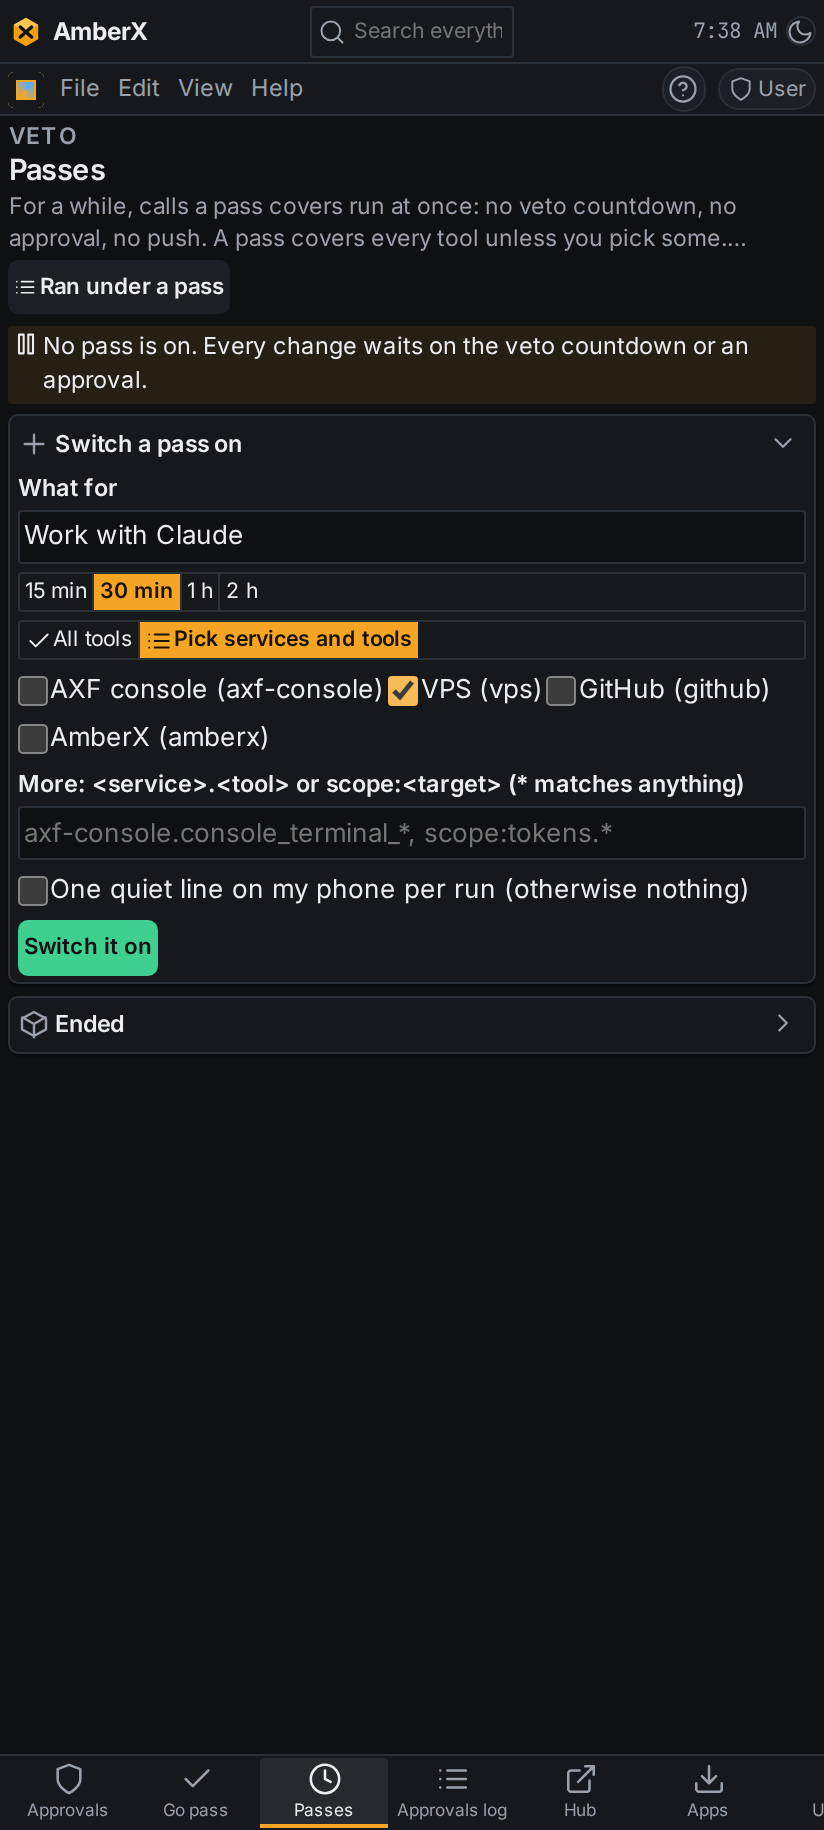 AmberX
Search everyth
7:38 AM
File Edit View Help
User
VETO
Passes
For a while, calls a pass covers run at once: no veto countdown, no
approval, no push. A pass covers every tool unless you pick some....
Ran under a pass
No pass is on. Every change waits on the veto countdown or an
approval.
Switch a pass on
What for
Work with Claude
15 min 30 min 1 h 2 h
All tools Pick services and tools
AXF console (axf-console) VPS (vps) GitHub (github)
AmberX (amberx)
More: <service>.<tool> or scope:<target> (* matches anything)
axf-console.console_terminal_*, scope:tokens.*
One quiet line on my phone per run (otherwise nothing)
Switch it on
Ended
Approvals Go pass Passes Approvals log Hub Apps